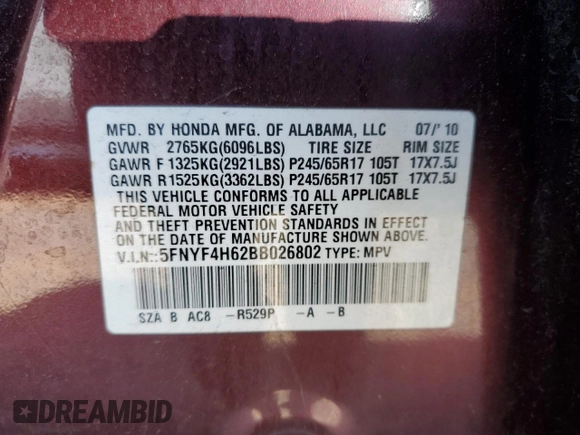 MFD. BY HONDA MFG. OF ALABAMA, LLC 07/'10
GVWR 2765KG(6096LBS) TIRE SIZE RIM SIZE
GAWR F 1325KG(2921LBS) P245/65R17 105T 17X7.5J
GAWR R 1525KG(3362LBS) P245/65R17 105T 17X7.5J
THIS VEHICLE CONFORMS TO ALL APPLICABLE
FEDERAL MOTOR VEHICLE SAFETY
AND THEFT PREVENTION STANDARDS IN EFFECT
ON THE DATE OF MANUFACTURE SHOWN ABOVE.
V.I.N.:5FNYF4H62BB026802 TYPE: MPV
SZA B AC8 -R529P -A -B
DREAMBID